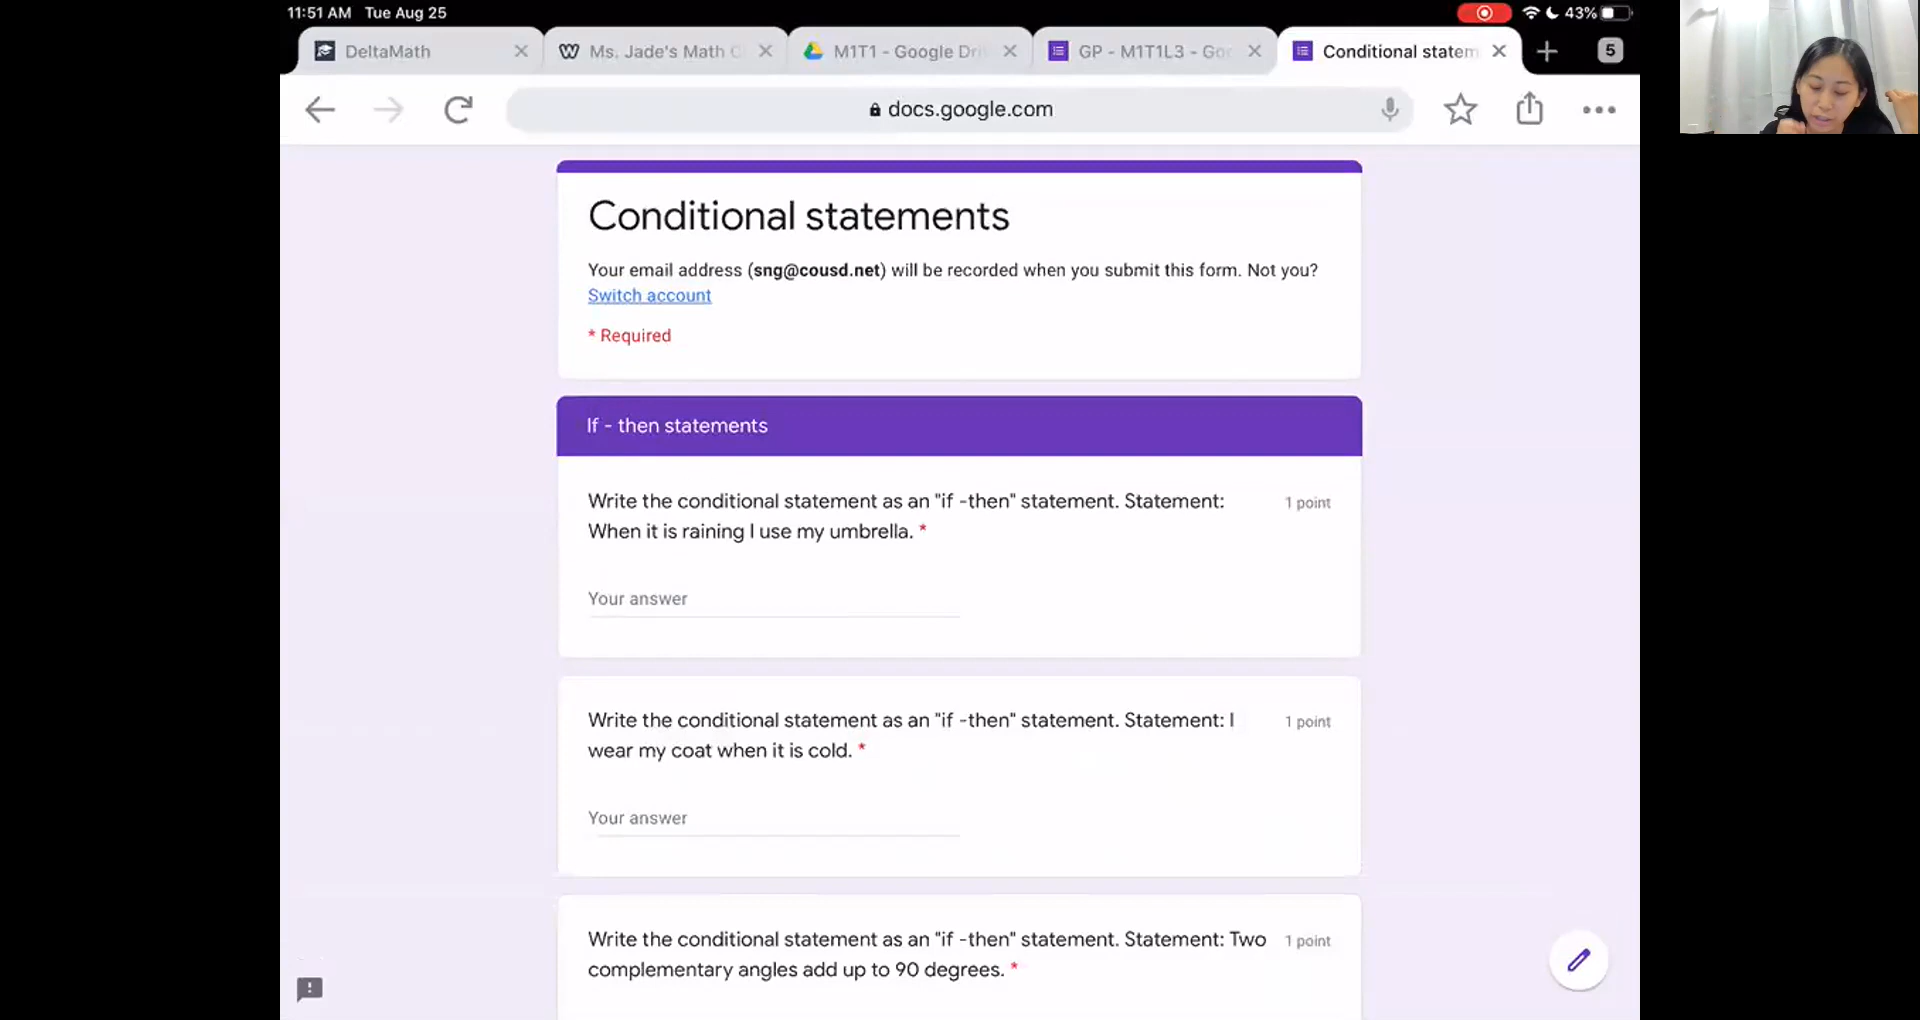 11:51 AM Tue Aug 25
43%
DeltaMath
Ms. Jade's Math C
M1T1 - Google Dri
GP - M1T1L3 - Goo
Conditional statem
5
docs.google.com
Conditional statements
Your email address (sng@cousd.net) will be recorded when you submit this form. Not you?
Switch account
* Required
If - then statements
Write the conditional statement as an "if -then" statement. Statement: 1 point
When it is raining I use my umbrella. *
Your answer
Write the conditional statement as an "if -then" statement. Statement: I 1 point
wear my coat when it is cold. *
Your answer
Write the conditional statement as an "if -then" statement. Statement: Two 1 point
complementary angles add up to 90 degrees. *